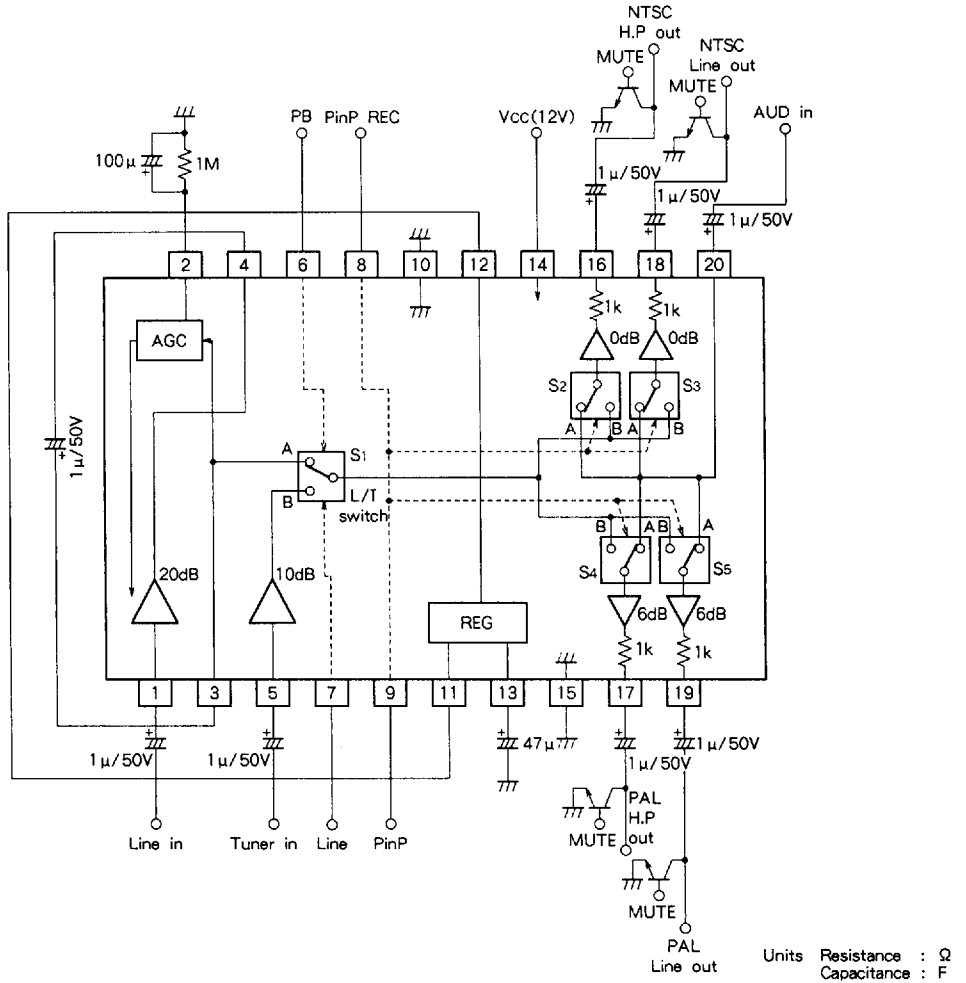 NTSC
H.P out
MUTE
NTSC
Line out
MUTE
AUD in
PB
PinP REC
Vcc(12V)
100μ
+
1M
1μ/50V
+
1μ/50V
+
1μ/50V
+
2
4
6
8
10
12
14
16
18
20
1k
1k
AGC
0dB
0dB
S2
S3
A
B
A
B
1μ/50V
+
A
S1
B
L/T
switch
B
A
B
A
S4
S5
20dB
10dB
6dB
6dB
REG
1k
1k
1
3
5
7
9
11
13
15
17
19
+
1μ/50V
+
1μ/50V
+
47μ
+
1μ/50V
+
1μ/50V
Line in
Tuner in
Line
PinP
PAL
H.P
out
MUTE
MUTE
PAL
Line out
Units Resistance : Ω
Capacitance : F